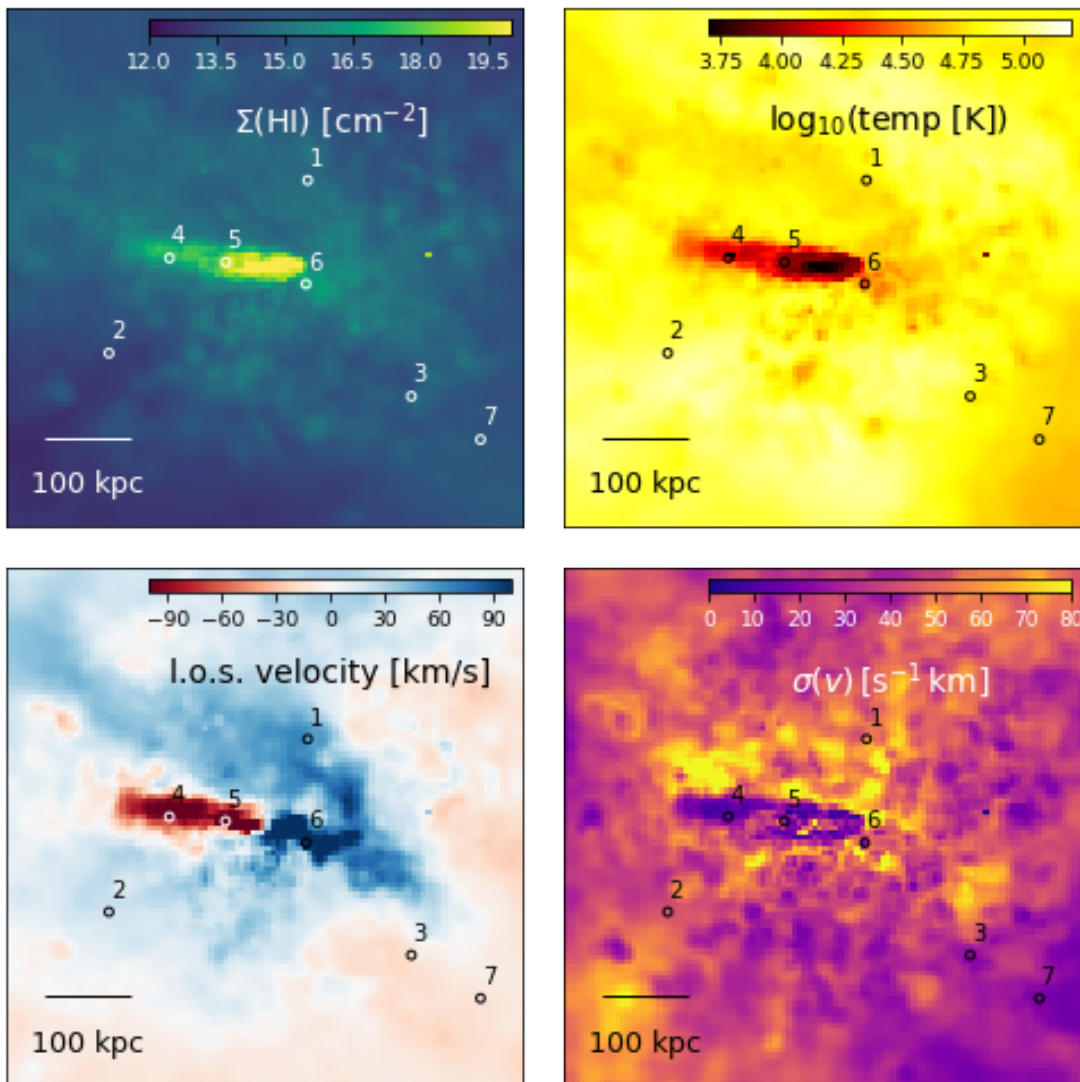 12.0 13.5 15.0 16.5 18.0 19.5
Σ(HI) [cm⁻²]
1
4 5
6
2
3
7
100 kpc
3.75 4.00 4.25 4.50 4.75 5.00
log₁₀(temp [K])
1
4 5
6
2
3
7
100 kpc
−90 −60 −30 0 30 60 90
l.o.s. velocity [km/s]
1
4 5
6
2
3
7
100 kpc
0 10 20 30 40 50 60 70 80
σ(v) [s⁻¹ km]
1
4 5
6
2
3
7
100 kpc